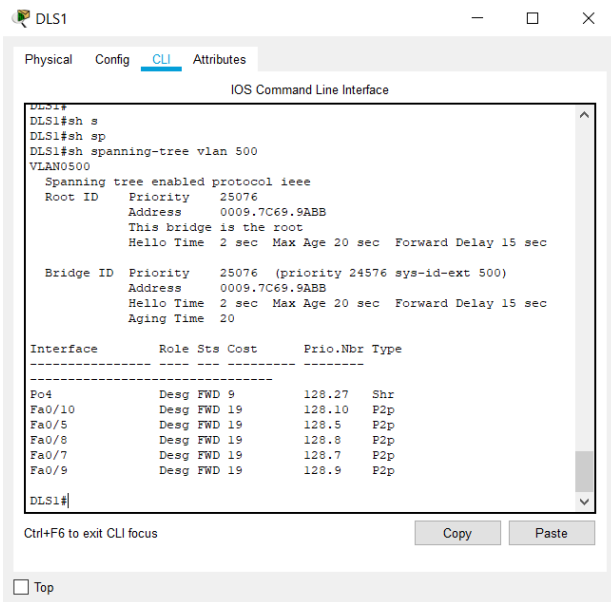 DLS1
Physical Config CLI Attributes
IOS Command Line Interface
DLS1#
DLS1#sh s
DLS1#sh sp
DLS1#sh spanning-tree vlan 500
VLAN0500
Spanning tree enabled protocol ieee
Root ID Priority 25076
Address 0009.7C69.9ABB
This bridge is the root
Hello Time 2 sec Max Age 20 sec Forward Delay 15 sec
Bridge ID Priority 25076 (priority 24576 sys-id-ext 500)
Address 0009.7C69.9ABB
Hello Time 2 sec Max Age 20 sec Forward Delay 15 sec
Aging Time 20
Interface Role Sts Cost Prio.Nbr Type
---------------- ---- --- --------- --------
--------------------------------
Po4 Desg FWD 9 128.27 Shr
Fa0/10 Desg FWD 19 128.10 P2p
Fa0/5 Desg FWD 19 128.5 P2p
Fa0/8 Desg FWD 19 128.8 P2p
Fa0/7 Desg FWD 19 128.7 P2p
Fa0/9 Desg FWD 19 128.9 P2p
DLS1#
Ctrl+F6 to exit CLI focus Copy Paste
Top